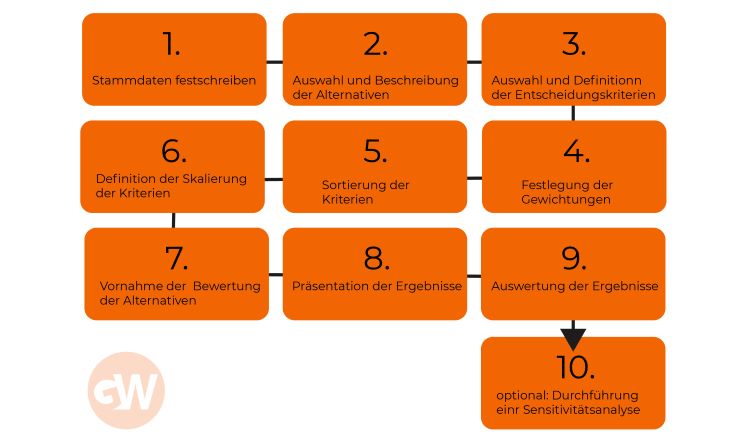 1.
Stammdaten festschreiben
2.
Auswahl und Beschreibung
der Alternativen
3.
Auswahl und Definitionn
der Entscheidungskriterien
4.
Festlegung der
Gewichtungen
5.
Sortierung der
Kriterien
6.
Definition der Skalierung
der Kriterien
7.
Vornahme der  Bewertung
der Alternativen
8.
Präsentation der Ergebnisse
9.
Auswertung der Ergebnisse
10.
optional: Durchführung
einr Sensitivitätsanalyse
GW